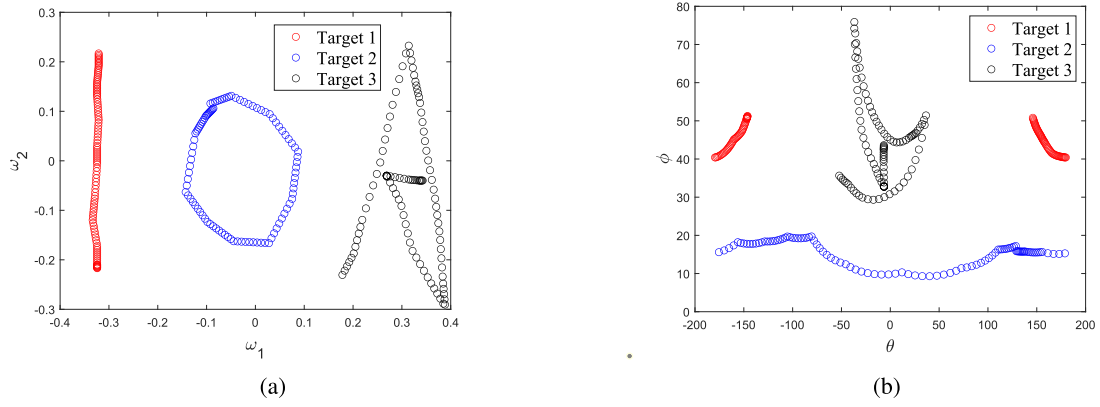 0.3
0.2
0.1
0
-0.1
-0.2
-0.3
ω2
-0.4
-0.3
-0.2
-0.1
0
0.1
0.2
0.3
0.4
ω1
Target 1
Target 2
Target 3
(a)
80
70
60
50
40
30
20
10
0
ϕ
-200
-150
-100
-50
0
50
100
150
200
θ
Target 1
Target 2
Target 3
(b)